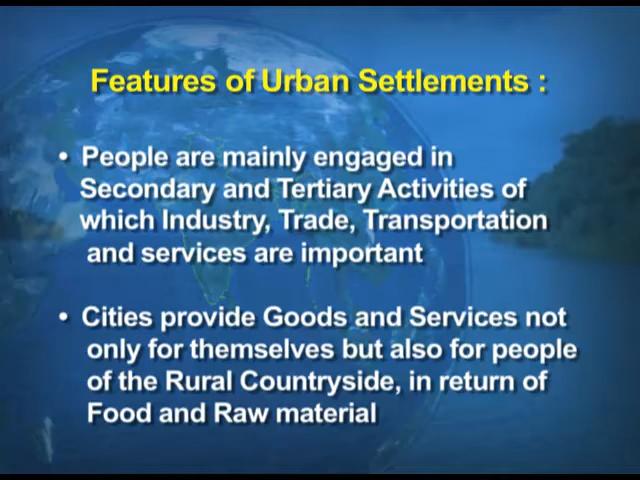 Features of Urban Settlements :
• People are mainly engaged in
Secondary and Tertiary Activities of
which Industry, Trade, Transportation
and services are important
• Cities provide Goods and Services not
only for themselves but also for people
of the Rural Countryside, in return of
Food and Raw material